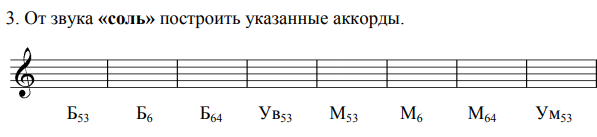 3. От звука «соль» построить указанные аккорды.
Б53 Б6 Б64 Ув53 М53 М6 М64 Ум53